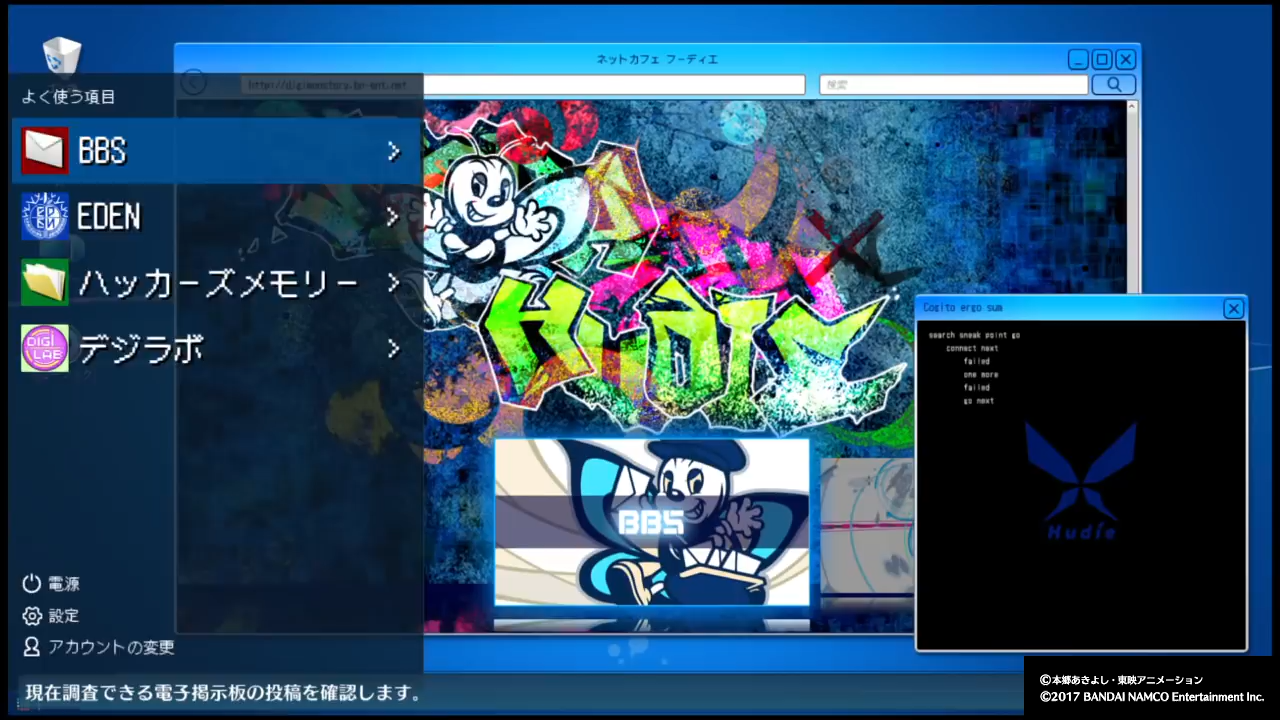 ネットカフェ フーディエ
検索
よく使う項目
BBS
EDEN
ハッカーズメモリー
DIGI LAB
デジラボ
HUDIE
BBS
Cogito ergo sum
search sneak point go
connect next
failed
one more
failed
go next
Hudie
電源
設定
アカウントの変更
現在調査できる電子掲示板の投稿を確認します。
©本郷あきよし・東映アニメーション
©2017 BANDAI NAMCO Entertainment Inc.